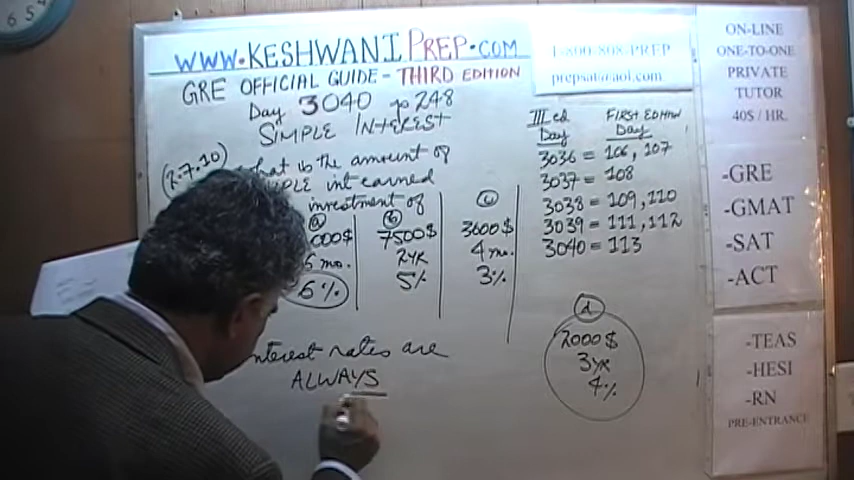 6 5
www.KESHWANIPREP.COM
1-800-808-PREP
prepsat@aol.com
GRE OFFICIAL GUIDE - THIRD EDITION
Day 3040 p 248
SIMPLE INTEREST
(2.7.10) what is the amount of
int earned
investment of
a b c
000$ 7500$ 3600$
mo. 2yr 4 mo.
6% 5% 3%
Interest rates are
ALWAYS
III ed FIRST EDITION
Day Day
3036 = 106, 107
3037 = 108
3038 = 109, 110
3039 = 111, 112
3040 = 113
d
2000$
3yr
4%
ON-LINE
ONE-TO-ONE
PRIVATE
TUTOR
40$ / HR.
-GRE
-GMAT
-SAT
-ACT
-TEAS
-HESI
-RN
PRE-ENTRANCE